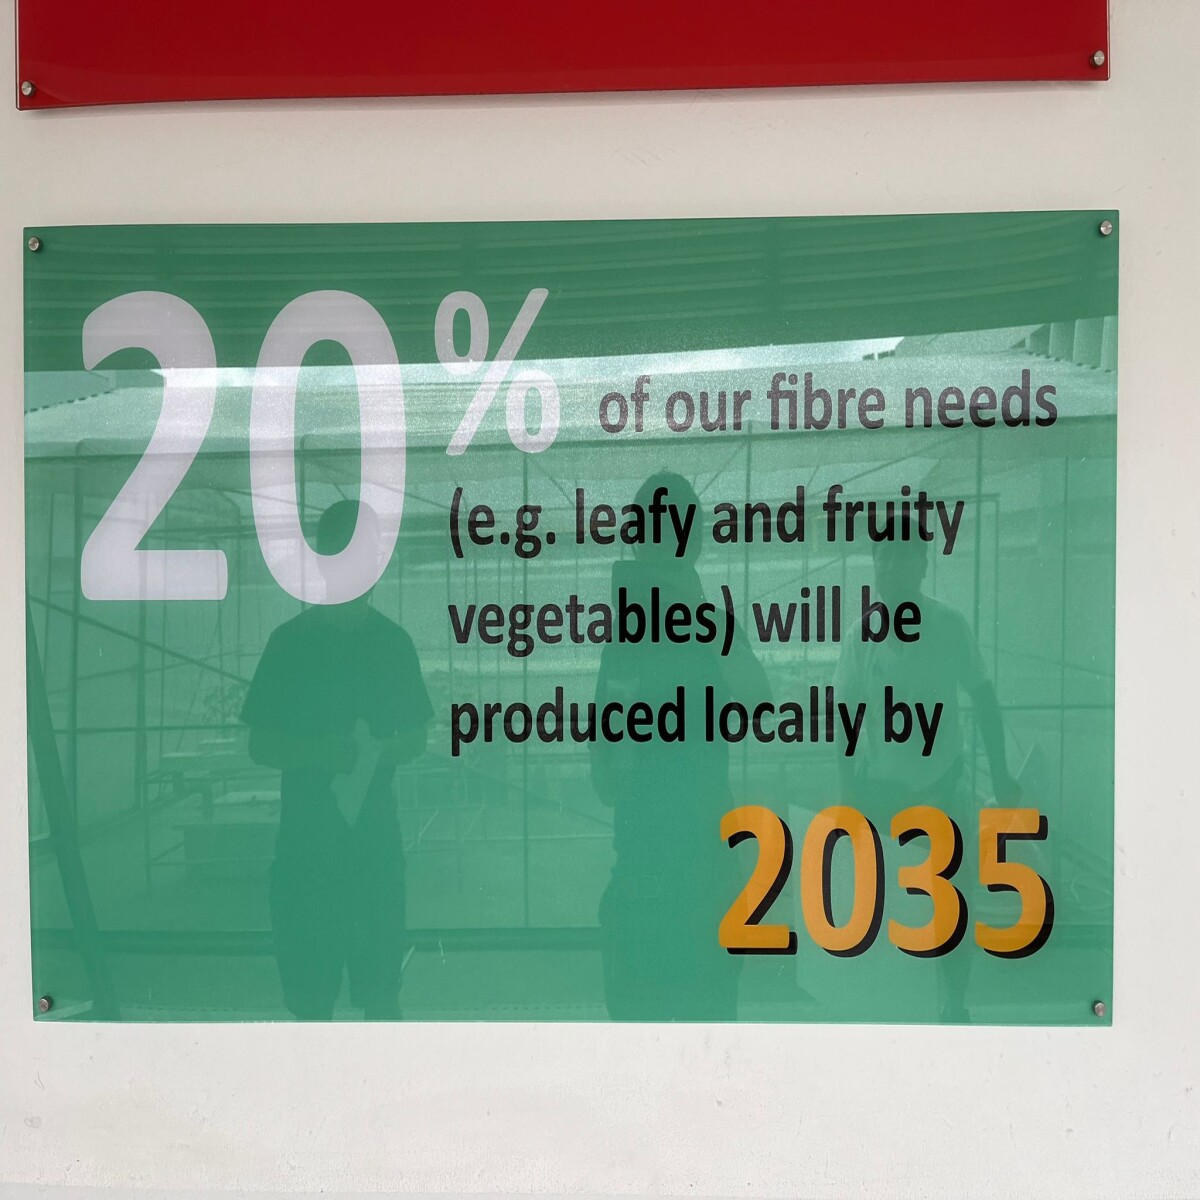 20% of our fibre needs
(e.g. leafy and fruity
vegetables) will be
produced locally by
2035